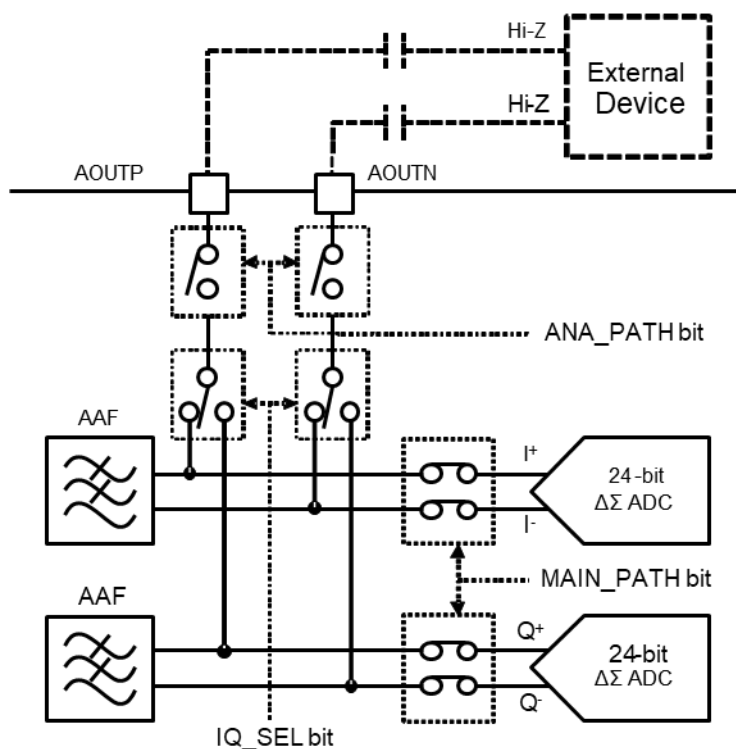 Hi-Z
External
Device
Hi-Z
AOUTP
AOUTN
ANA_PATH bit
AAF
I+
24-bit
ΔΣ ADC
I-
MAIN_PATH bit
AAF
Q+
24-bit
ΔΣ ADC
Q-
IQ_SEL bit